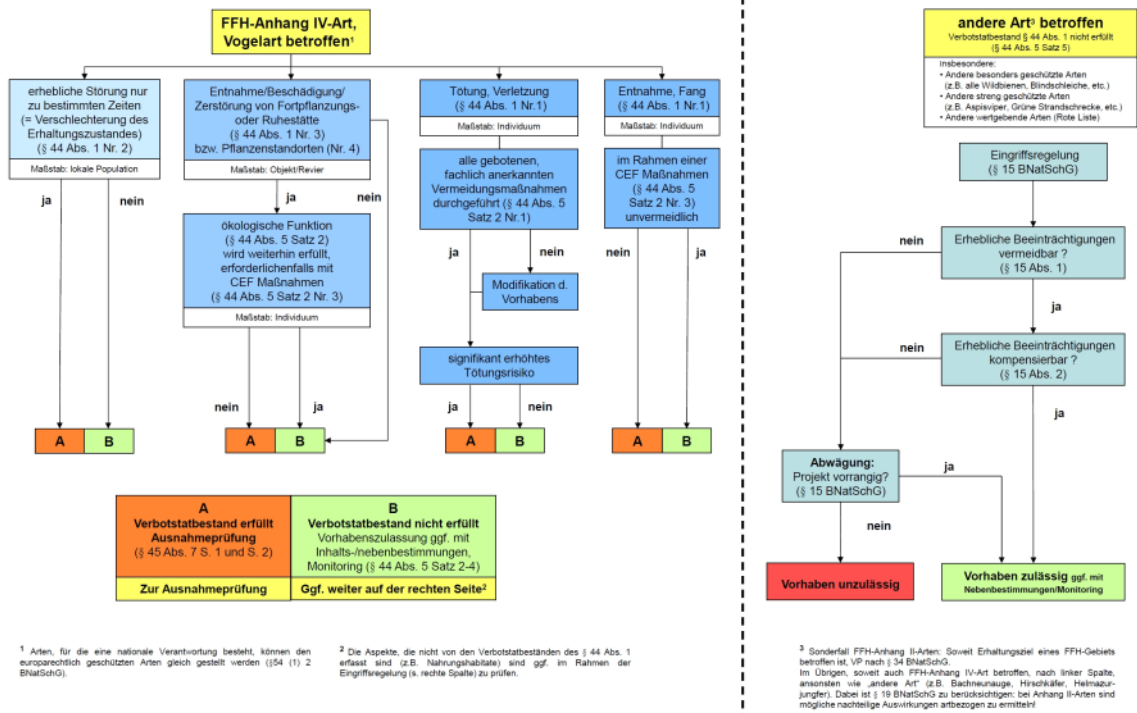 FFH-Anhang IV-Art,
Vogelart betroffen¹
erhebliche Störung nur
zu bestimmten Zeiten
(= Verschlechterung des
Erhaltungszustandes)
(§ 44 Abs. 1 Nr. 2)
Maßstab: lokale Population
ja
nein
Entnahme/Beschädigung/
Zerstörung von Fortpflanzungs-
oder Ruhestätte
(§ 44 Abs. 1 Nr. 3)
bzw. Pflanzenstandorten (Nr. 4)
Maßstab: Objekt/Revier
ja
nein
ökologische Funktion
(§ 44 Abs. 5 Satz 2)
wird weiterhin erfüllt,
erforderlichenfalls mit
CEF Maßnahmen
(§ 44 Abs. 5 Satz 2 Nr. 3)
Maßstab: Individuum
nein
ja
Tötung, Verletzung
(§ 44 Abs. 1 Nr.1)
Maßstab: Individuum
alle gebotenen,
fachlich anerkannten
Vermeidungsmaßnahmen
durchgeführt (§ 44 Abs. 5
Satz 2 Nr.1)
ja
nein
Modifikation d.
Vorhabens
signifikant erhöhtes
Tötungsrisiko
ja
nein
Entnahme, Fang
(§ 44 Abs. 1 Nr.1)
Maßstab: Individuum
im Rahmen einer
CEF Maßnahmen
(§ 44 Abs. 5
Satz 2 Nr. 3)
unvermeidlich
nein
ja
A B
A B
A B
A B
A
Verbotstatbestand erfüllt
Ausnahmeprüfung
(§ 45 Abs. 7 S. 1 und S. 2)
Zur Ausnahmeprüfung
B
Verbotstatbestand nicht erfüllt
Vorhabenszulassung ggf. mit
Inhalts-/nebenbestimmungen,
Monitoring (§ 44 Abs. 5 Satz 2-4)
Ggf. weiter auf der rechten Seite²
¹ Arten, für die eine nationale Verantwortung besteht, können den
europarechtlich geschützten Arten gleich gestellt werden (§54 (1) 2
BNatSchG).
² Die Aspekte, die nicht von den Verbotstatbeständen des § 44 Abs. 1
erfasst sind (z.B. Nahrungshabitate) sind ggf. im Rahmen der
Eingriffsregelung (s. rechte Spalte) zu prüfen.
andere Art³ betroffen
Verbotstatbestand § 44 Abs. 1 nicht erfüllt
(§ 44 Abs. 5 Satz 5)
Insbesondere:
• Andere besonders geschützte Arten
(z.B. alle Wildbienen, Blindschleiche, etc.)
• Andere streng geschützte Arten
(z.B. Aspisviper, Grüne Strandschrecke, etc.)
• Andere wertgebende Arten (Rote Liste)
Eingriffsregelung
(§ 15 BNatSchG)
nein
Erhebliche Beeinträchtigungen
vermeidbar ?
(§ 15 Abs. 1)
ja
nein
Erhebliche Beeinträchtigungen
kompensierbar ?
(§ 15 Abs. 2)
ja
Abwägung:
Projekt vorrangig?
(§ 15 BNatSchG)
ja
nein
Vorhaben unzulässig
Vorhaben zulässig ggf. mit
Nebenbestimmungen/Monitoring
³ Sonderfall FFH-Anhang II-Arten: Soweit Erhaltungsziel eines FFH-Gebiets
betroffen ist, VP nach § 34 BNatSchG.
Im Übrigen, soweit auch FFH-Anhang IV-Art betroffen, nach linker Spalte,
ansonsten wie „andere Art" (z.B. Bachneunauge, Hirschkäfer, Helmazur-
jungfer). Dabei ist § 19 BNatSchG zu berücksichtigen: bei Anhang II-Arten sind
mögliche nachteilige Auswirkungen artbezogen zu ermitteln!